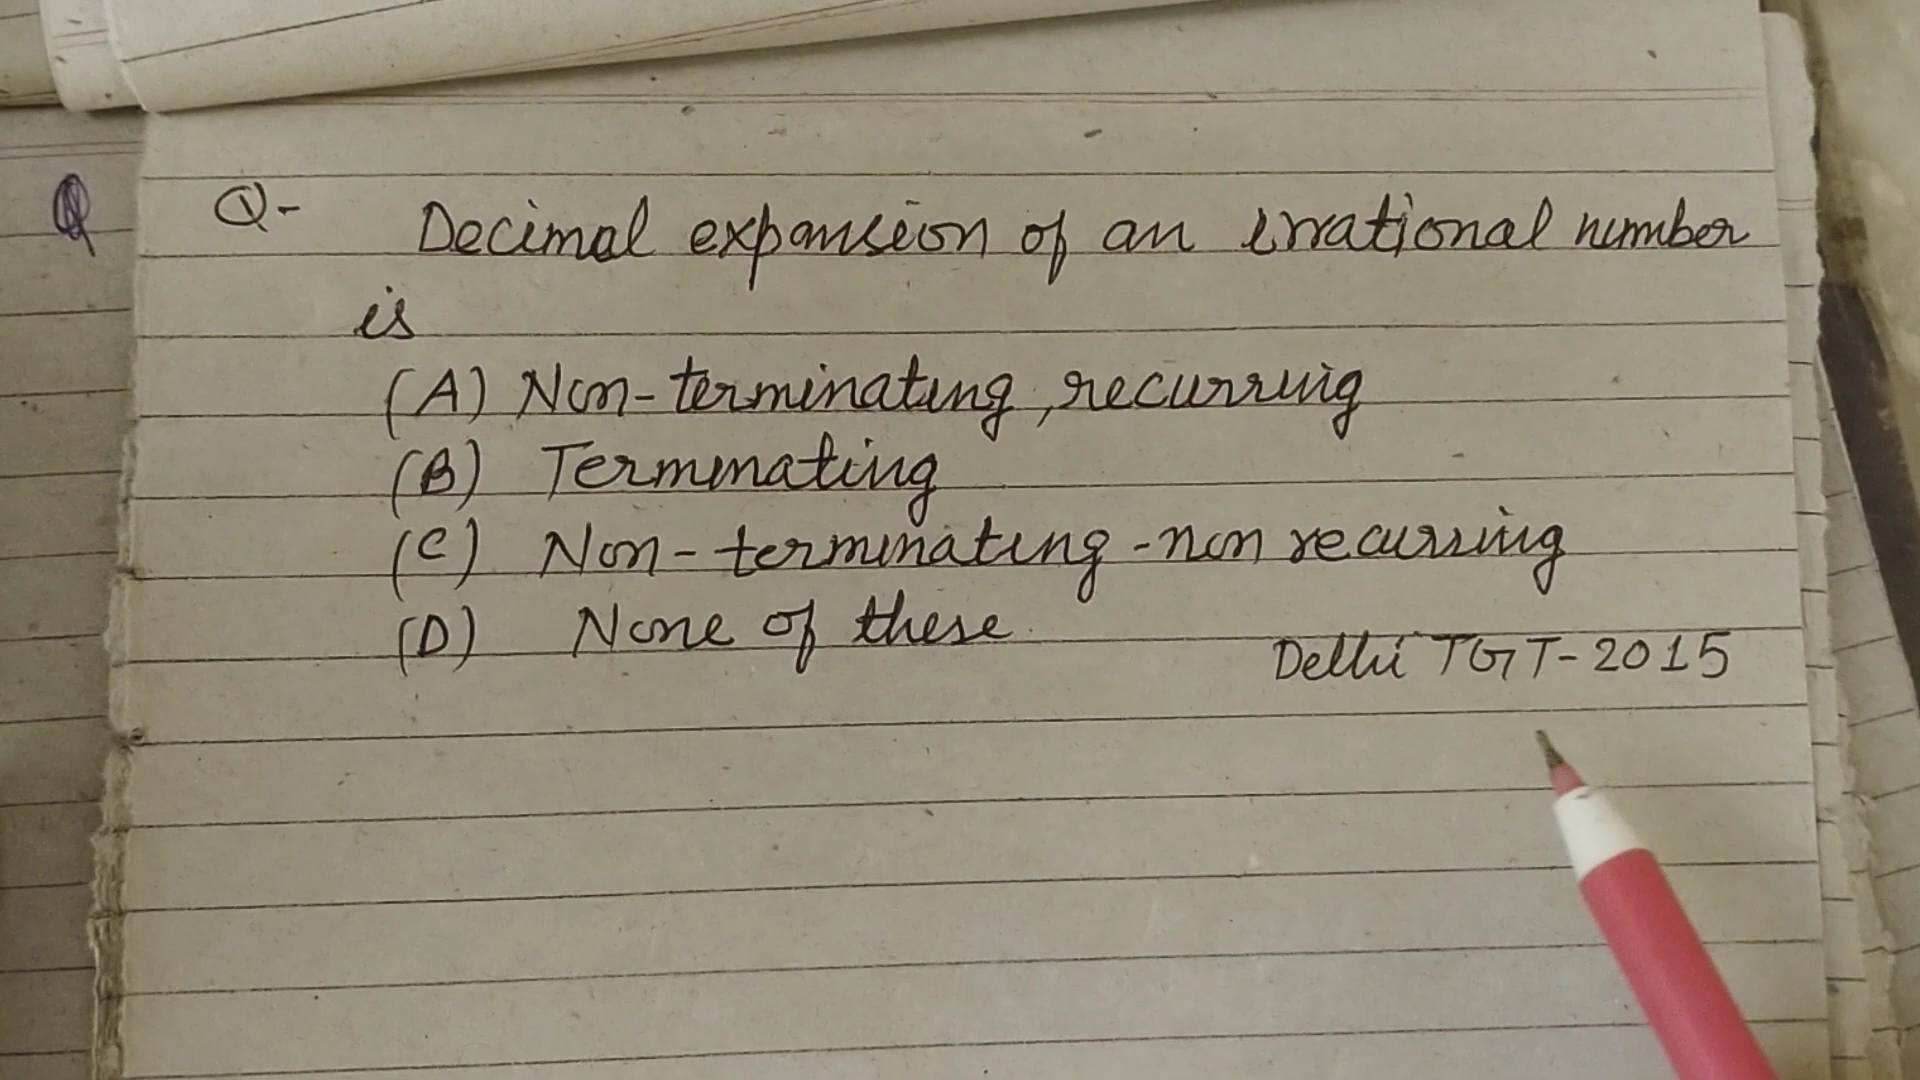 Q
Q- Decimal expansion of an irrational number
is
(A) Non-terminating, recurring
(B) Terminating
(C) Non-terminating-non recurring
(D) None of these
Delhi TGT-2015